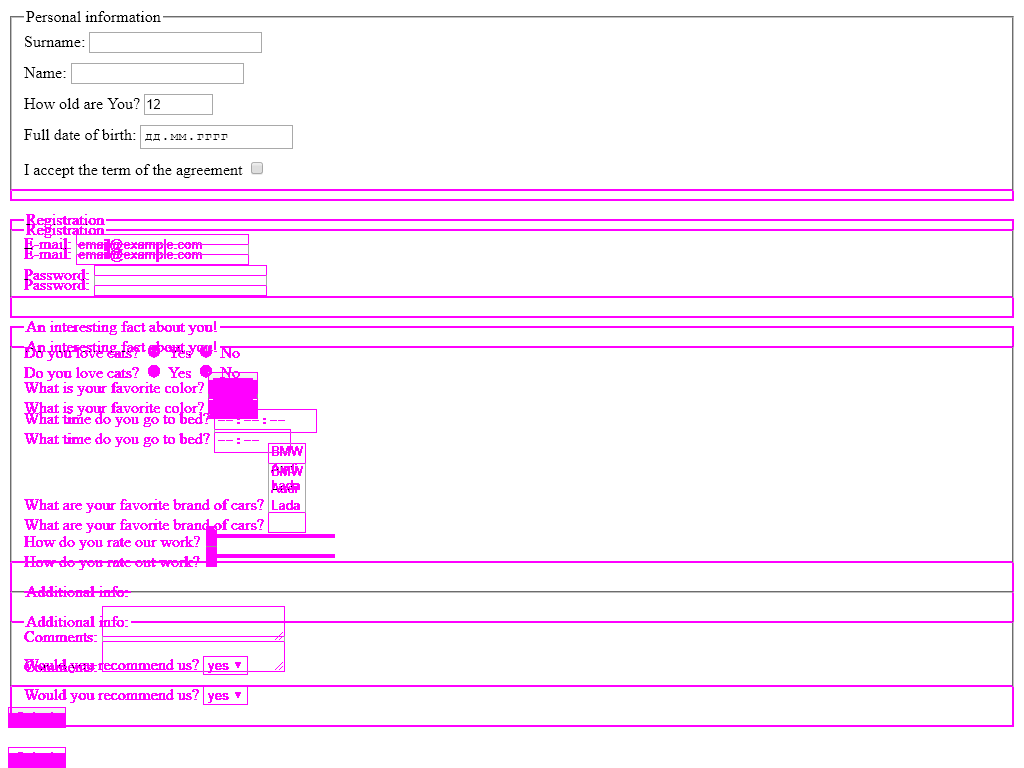 Personal information
Surname:
Name:
How old are You? 12
Full date of birth: дд.мм.гггг
I accept the term of the agreement
Registration
Registration
E-mail: email@example.com
E-mail: email@example.com
Password:
Password:
An interesting fact about you!
An interesting fact about you!
Do you love cats? Yes No
Do you love cats? Yes No
What is your favorite color?
What is your favorite color?
What time do you go to bed? --:--:--
What time do you go to bed? --:--
BMW
Audi
BMW
Lada
Audi
What are your favorite brand of cars? Lada
What are your favorite brand of cars?
How do you rate our work?
How do you rate out work?
Additional info:
Additional info:
Comments:
Would you recommend us? yes
Comments:
Would you recommend us? yes